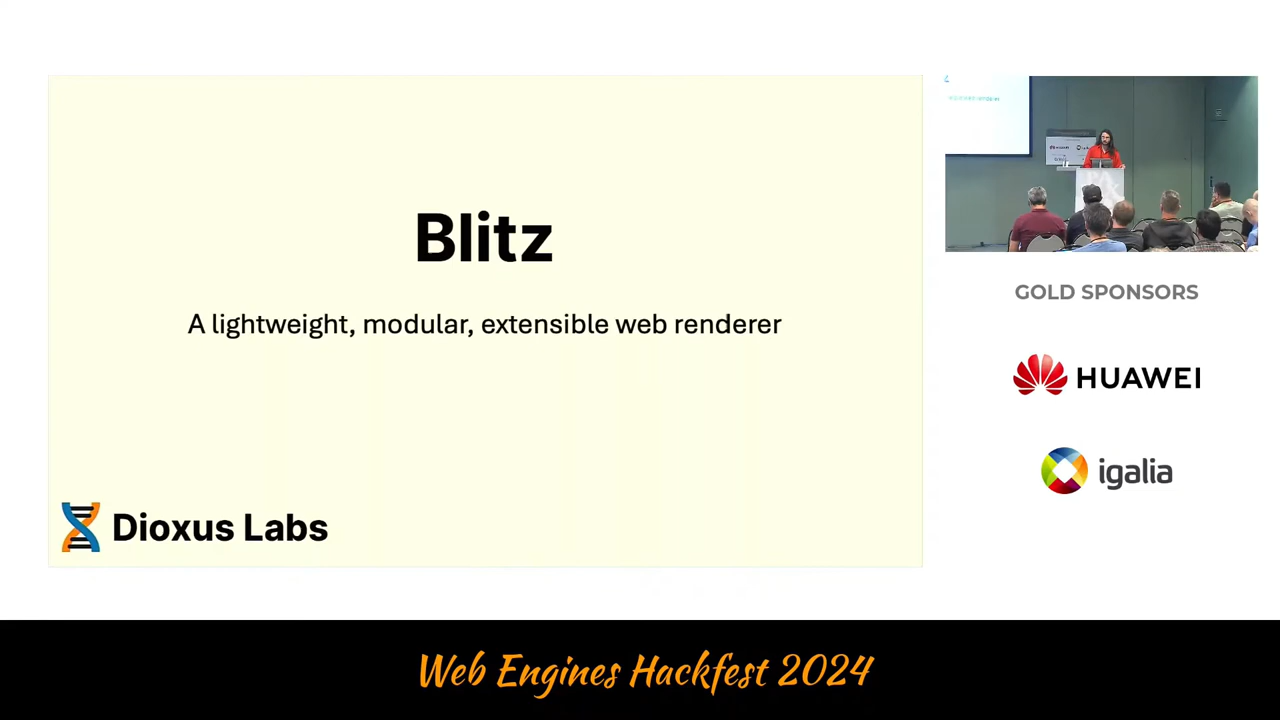 Blitz
A lightweight, modular, extensible web renderer
Dioxus Labs
GOLD SPONSORS
HUAWEI
igalia
Web Engines Hackfest 2024